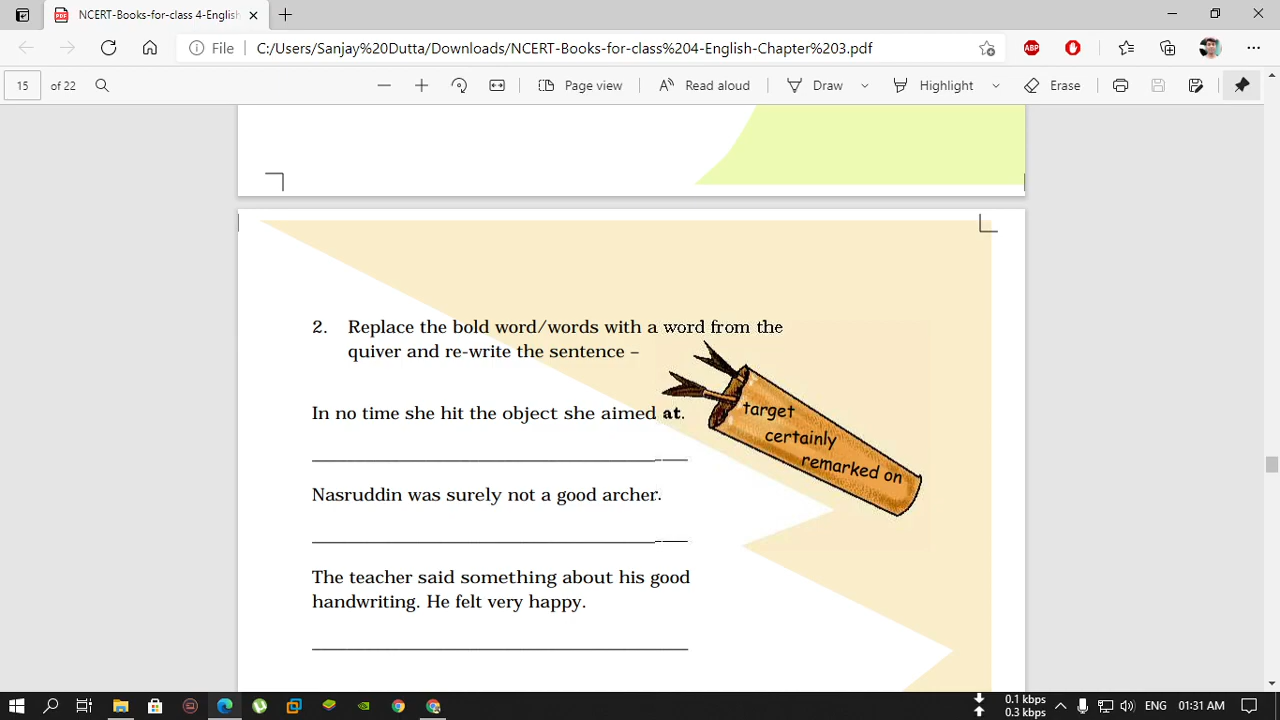 NCERT-Books-for-class 4-English
File C:/Users/Sanjay%20Dutta/Downloads/NCERT-Books-for-class%204-English-Chapter%203.pdf
ABP
15 of 22 Page view Read aloud Draw Highlight Erase
2. Replace the bold word/words with a word from the
quiver and re-write the sentence –
In no time she hit the object she aimed at.
target
certainly
remarked on
Nasruddin was surely not a good archer.
The teacher said something about his good
handwriting. He felt very happy.
0.1 kbps
0.3 kbps
ENG 01:31 AM